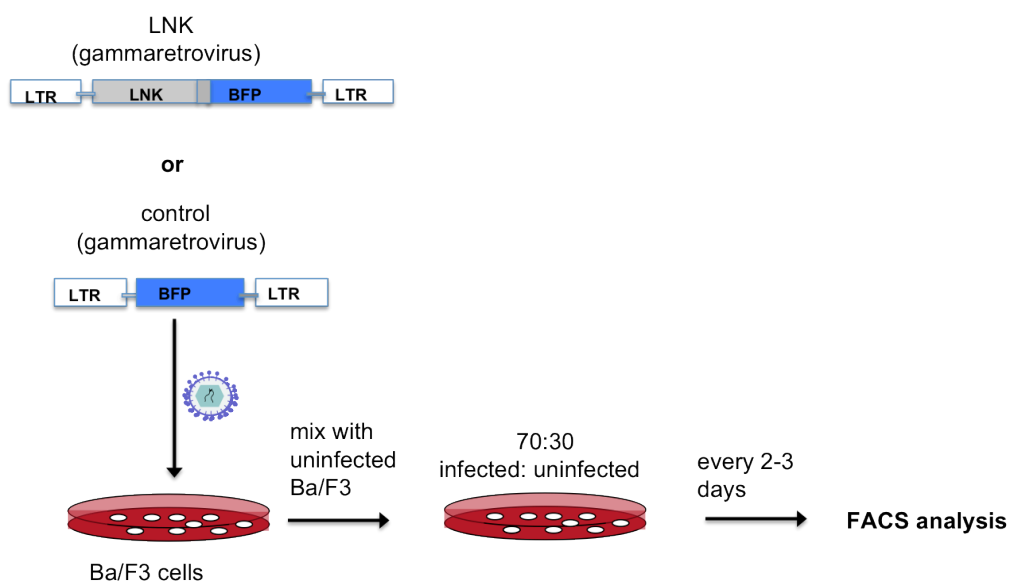 LNK
(gammaretrovirus)
LTR LNK BFP LTR
or
control
(gammaretrovirus)
LTR BFP LTR
mix with
uninfected
Ba/F3
70:30
infected: uninfected
every 2-3
days
FACS analysis
Ba/F3 cells